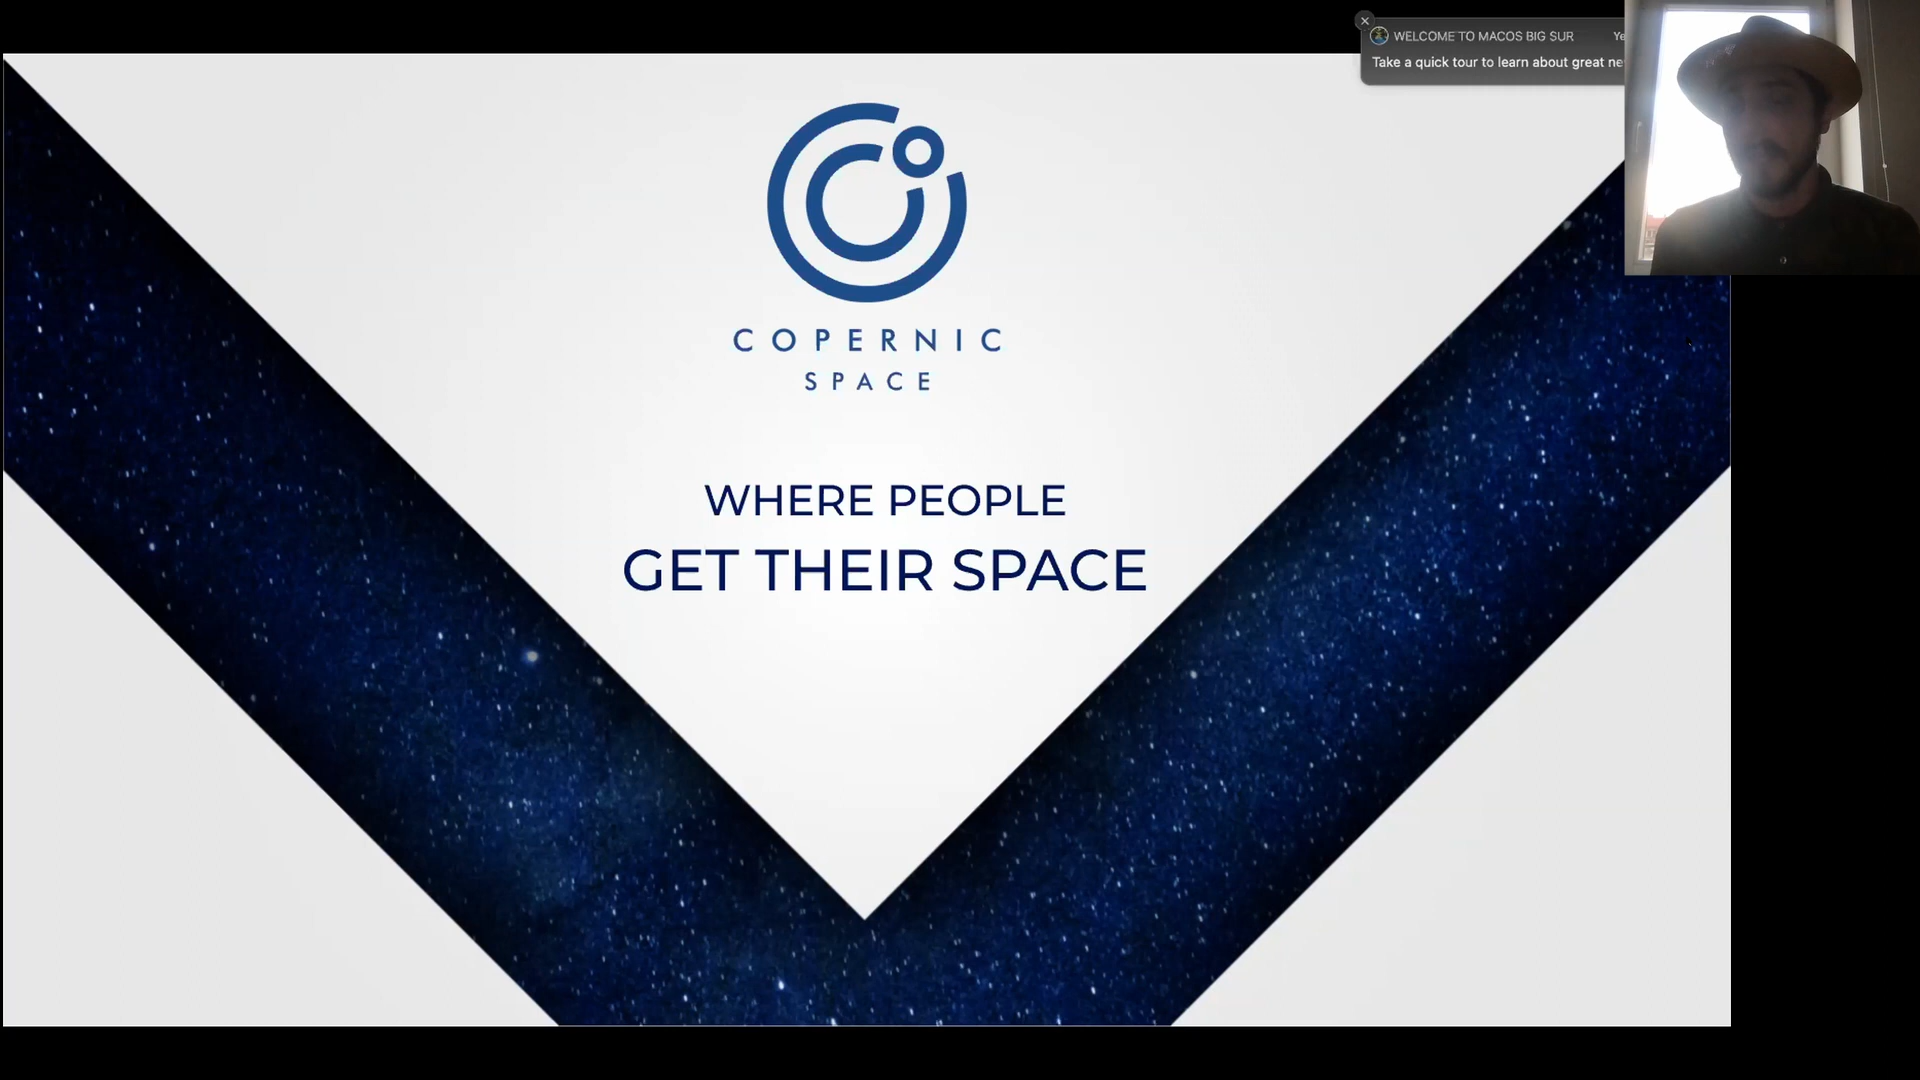 WELCOME TO MACOS BIG SUR
Take a quick tour to learn about great
COPERNIC
SPACE
WHERE PEOPLE
GET THEIR SPACE